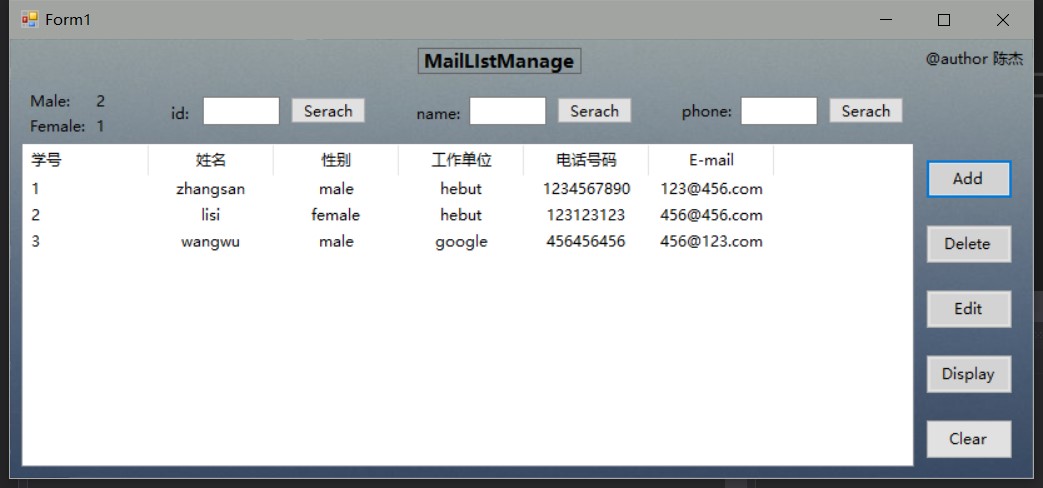 Form1
MailLIstManage
@author 陈杰
Male: 2
Female: 1
id: Serach name: Serach phone: Serach
学号 姓名 性别 工作单位 电话号码 E-mail
1 zhangsan male hebut 1234567890 123@456.com
2 lisi female hebut 123123123 456@456.com
3 wangwu male google 456456456 456@123.com
Add
Delete
Edit
Display
Clear